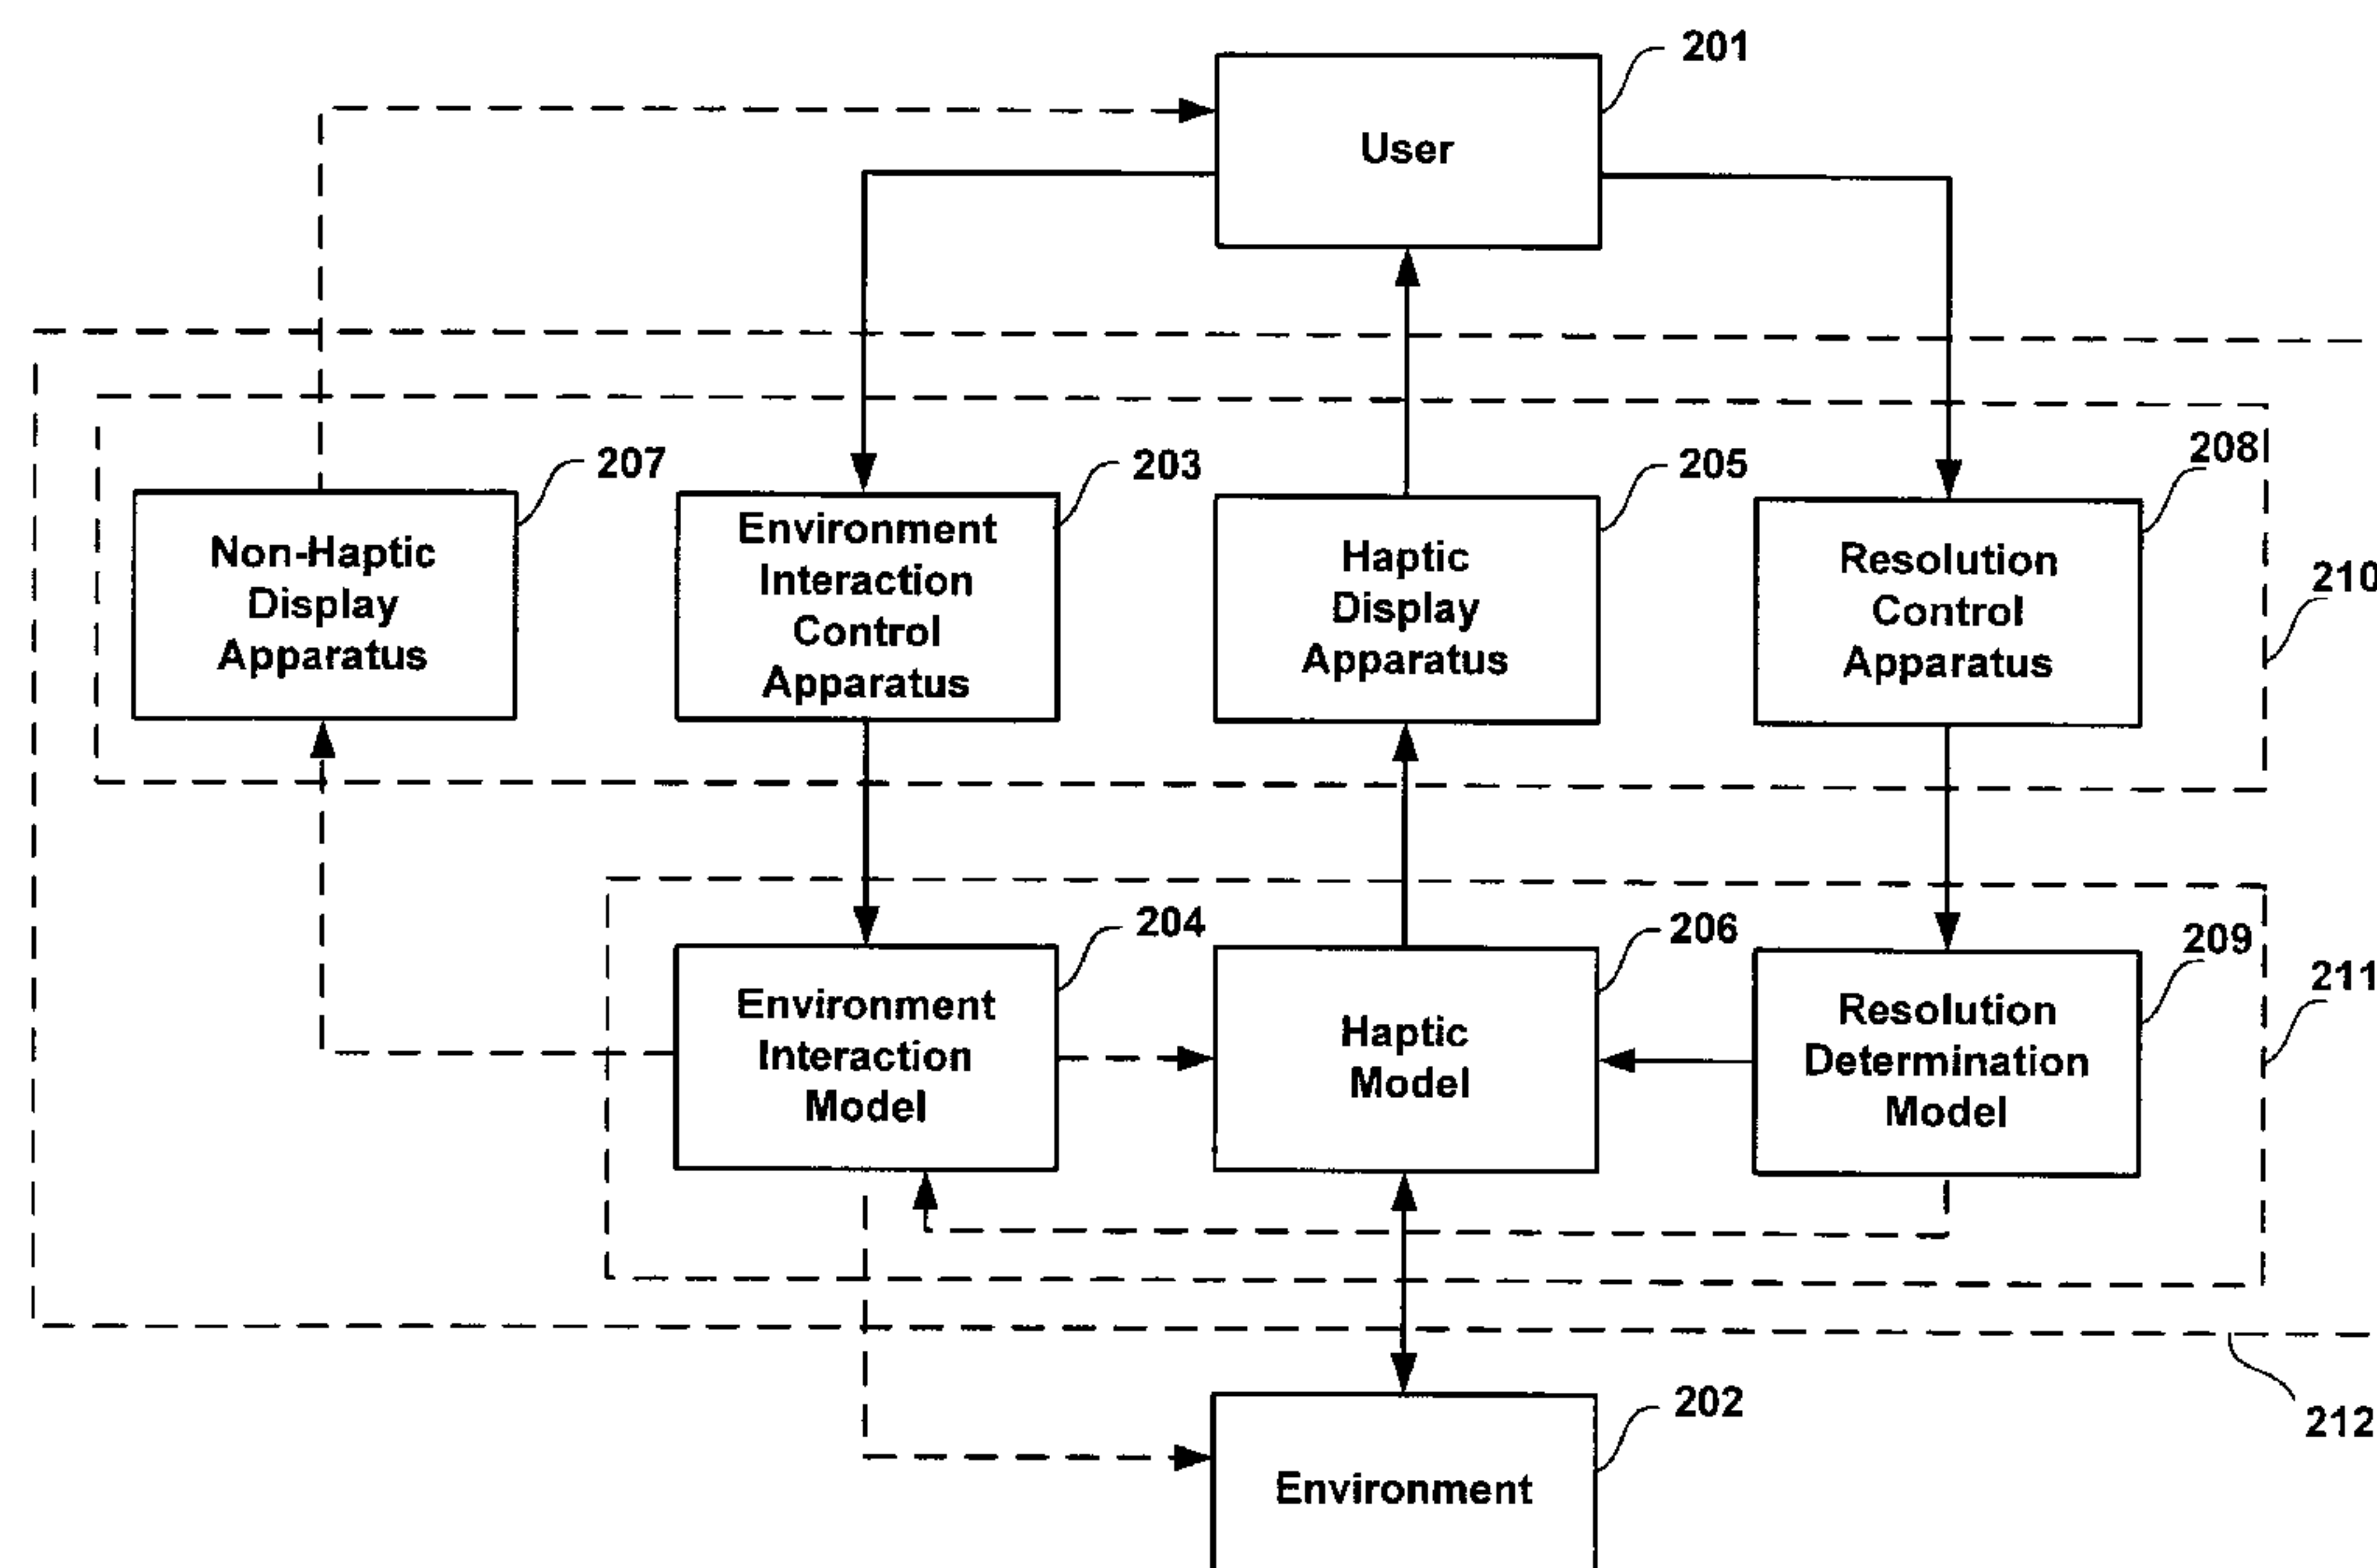 201
User
207
203
205
208
Non-Haptic
Display
Apparatus
Environment
Interaction
Control
Apparatus
Haptic
Display
Apparatus
Resolution
Control
Apparatus
210
204
206
209
Environment
Interaction
Model
Haptic
Model
Resolution
Determination
Model
211
202
Environment
212